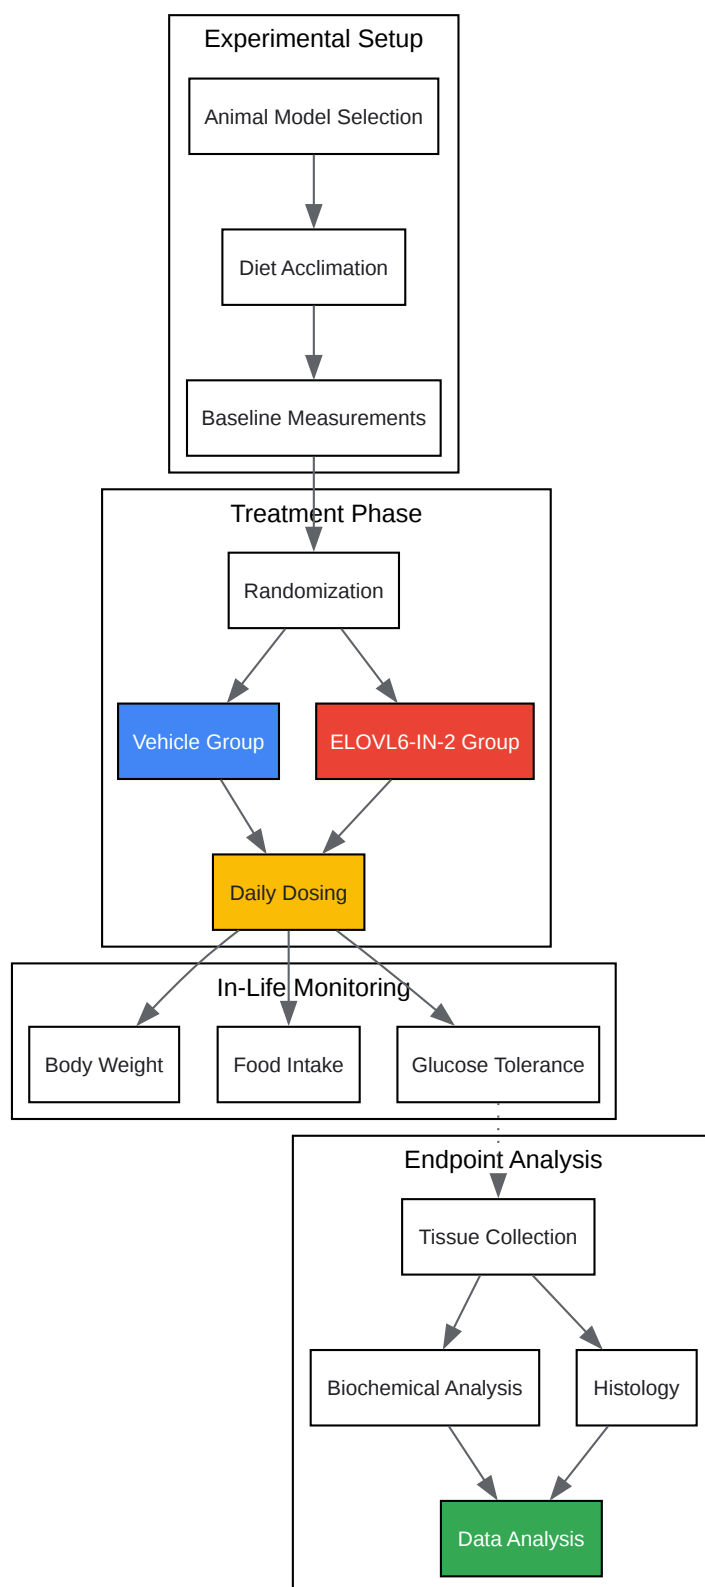 Experimental Setup
Animal Model Selection
Diet Acclimation
Baseline Measurements
Treatment Phase
Randomization
Vehicle Group
ELOVL6-IN-2 Group
Daily Dosing
In-Life Monitoring
Body Weight
Food Intake
Glucose Tolerance
Endpoint Analysis
Tissue Collection
Biochemical Analysis
Histology
Data Analysis